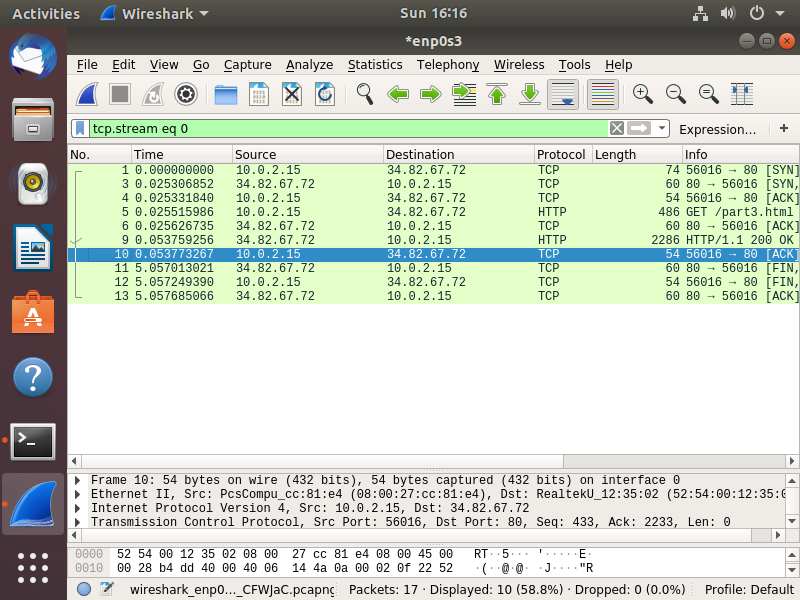 Activities Wireshark Sun 16:16
*enp0s3
File Edit View Go Capture Analyze Statistics Telephony Wireless Tools Help
tcp.stream eq 0 Expression… +
No. Time Source Destination Protocol Length Info
1 0.000000000 10.0.2.15 34.82.67.72 TCP 74 56016 → 80 [SYN]
3 0.025306852 34.82.67.72 10.0.2.15 TCP 60 80 → 56016 [SYN,
4 0.025331840 10.0.2.15 34.82.67.72 TCP 54 56016 → 80 [ACK]
5 0.025515986 10.0.2.15 34.82.67.72 HTTP 486 GET /part3.html
6 0.025626735 34.82.67.72 10.0.2.15 TCP 60 80 → 56016 [ACK]
9 0.053759256 34.82.67.72 10.0.2.15 HTTP 2286 HTTP/1.1 200 OK
10 0.053773267 10.0.2.15 34.82.67.72 TCP 54 56016 → 80 [ACK]
11 5.057013021 34.82.67.72 10.0.2.15 TCP 60 80 → 56016 [FIN,
12 5.057249390 10.0.2.15 34.82.67.72 TCP 54 56016 → 80 [FIN,
13 5.057685066 34.82.67.72 10.0.2.15 TCP 60 80 → 56016 [ACK]
Frame 10: 54 bytes on wire (432 bits), 54 bytes captured (432 bits) on interface 0
Ethernet II, Src: PcsCompu_cc:81:e4 (08:00:27:cc:81:e4), Dst: RealtekU_12:35:02 (52:54:00:12:35:0
Internet Protocol Version 4, Src: 10.0.2.15, Dst: 34.82.67.72
Transmission Control Protocol, Src Port: 56016, Dst Port: 80, Seq: 433, Ack: 2233, Len: 0
0000 52 54 00 12 35 02 08 00 27 cc 81 e4 08 00 45 00 RT··5··· '·····E·
0010 00 28 b4 dd 40 00 40 06 14 4a 0a 00 02 0f 22 52 ·(··@·@· ·J····"R
wireshark_enp0…_CFWJaC.pcapng Packets: 17 · Displayed: 10 (58.8%) · Dropped: 0 (0.0%) Profile: Default